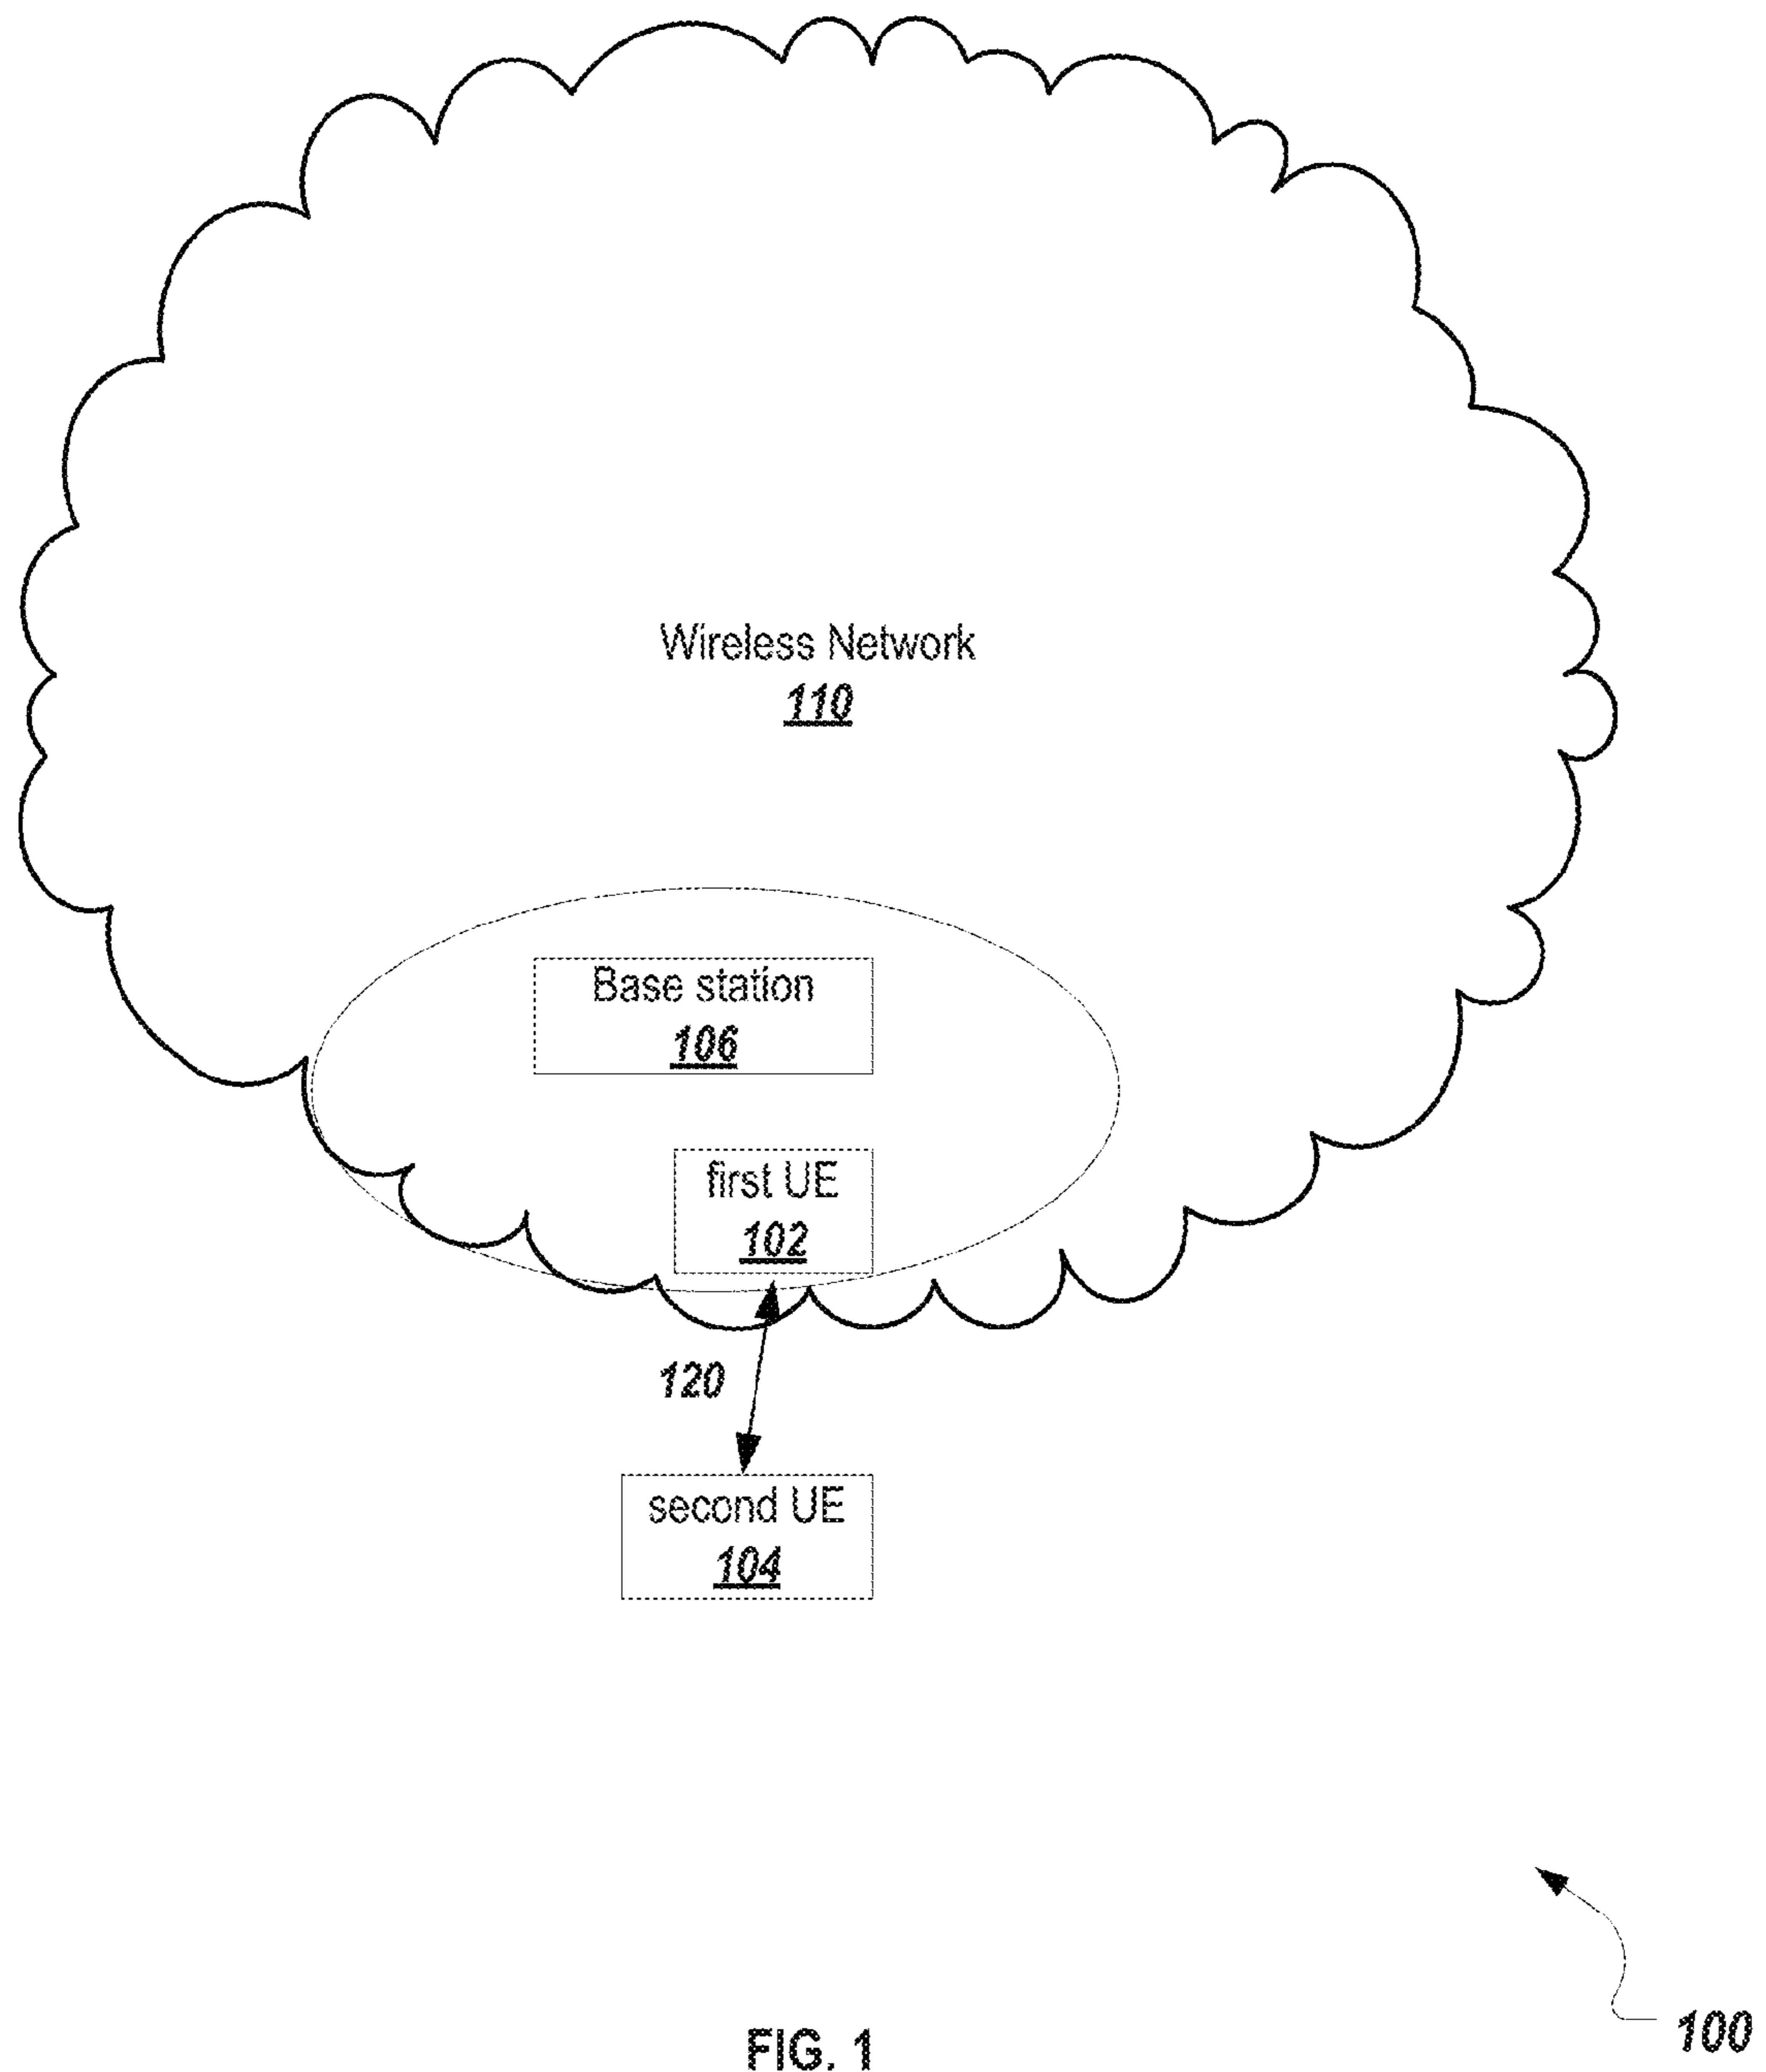 Wireless Network
110
Base station
106
first UE
102
120
second UE
104
100
FIG. 1